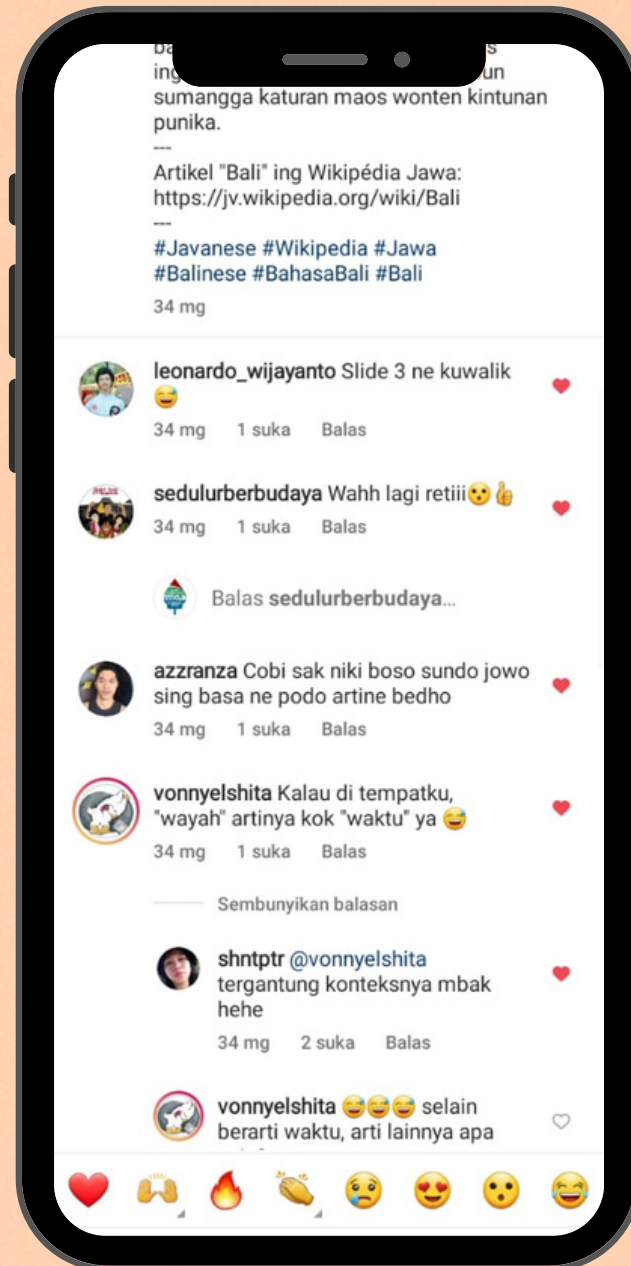 sumangga katuran maos wonten kintunan
punika.
---
Artikel "Bali" ing Wikipédia Jawa:
https://jv.wikipedia.org/wiki/Bali
---
#Javanese #Wikipedia #Jawa
#Balinese #BahasaBali #Bali
34 mg
leonardo_wijayanto Slide 3 ne kuwalik
😅
34 mg 1 suka Balas
sedulurberbudaya Wahh lagi retiii😯👍
34 mg 1 suka Balas
Balas sedulurberbudaya...
azzranza Cobi sak niki boso sundo jowo
sing basa ne podo artine bedho
34 mg 1 suka Balas
vonnyelshita Kalau di tempatku,
"wayah" artinya kok "waktu" ya 😅
34 mg 1 suka Balas
Sembunyikan balasan
shntptr @vonnyelshita
tergantung konteksnya mbak
hehe
34 mg 2 suka Balas
vonnyelshita 😅😅😅 selain
berarti waktu, arti lainnya apa